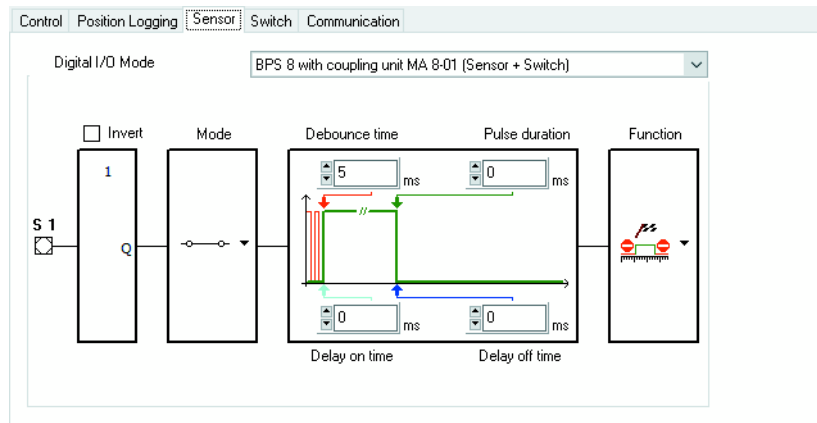 Control Position Logging Sensor Switch Communication
Digital I/O Mode BPS 8 with coupling unit MA 8-01 (Sensor + Switch)
Invert Mode Debounce time Pulse duration Function
1 5 ms 0 ms
S 1
Q
0 ms 0 ms
Delay on time Delay off time